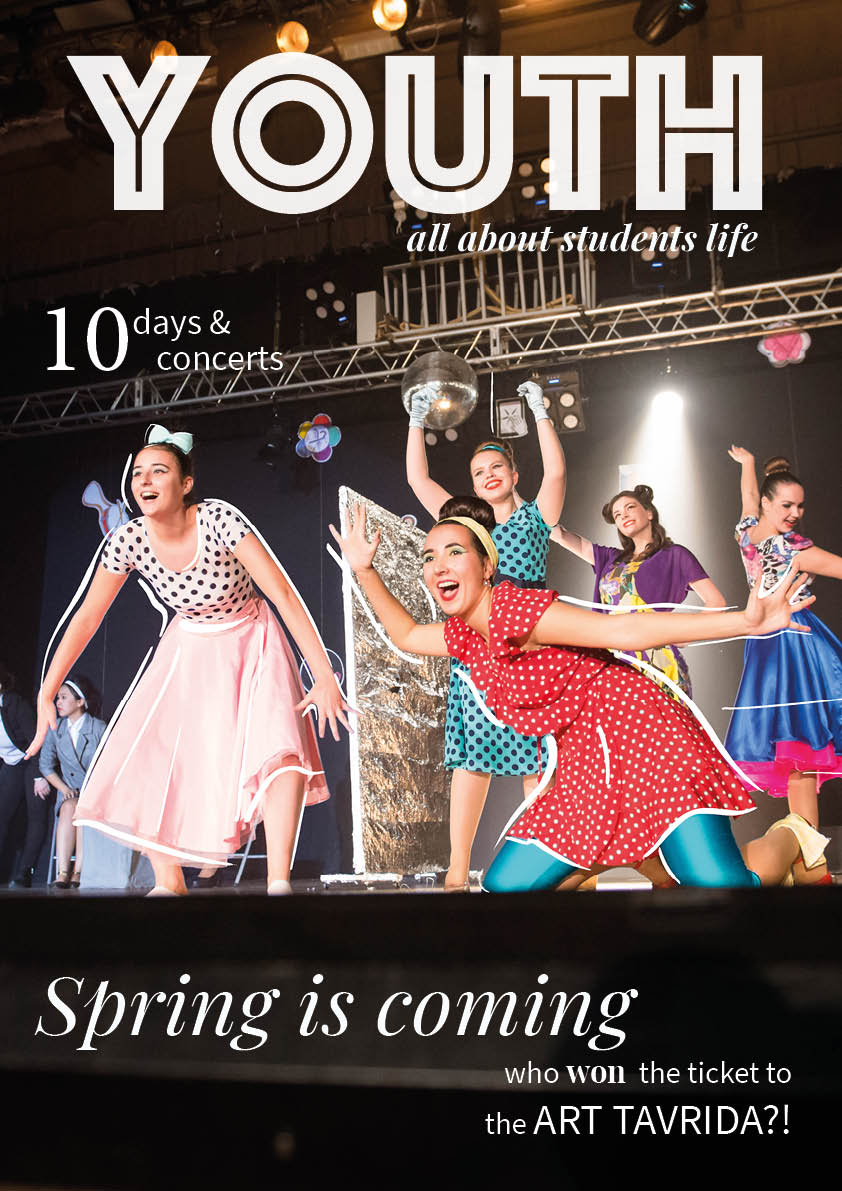 YOUTH
all about students life
10 days &
concerts
Spring is coming
who won the ticket to
the ART TAVRIDA?!